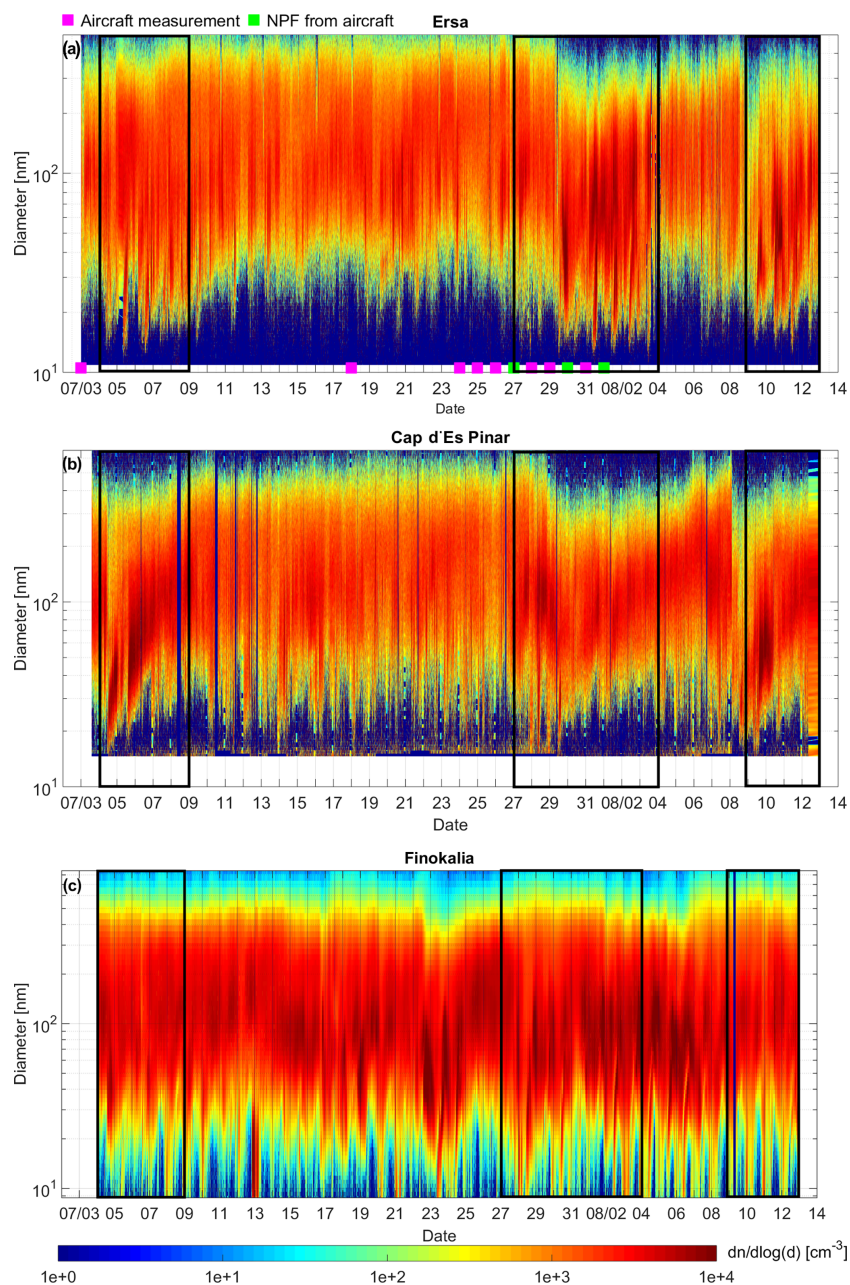 Aircraft measurement NPF from aircraft Ersa
(a)
Diameter [nm]
10²
10¹
07/03 05 07 09 11 13 15 17 19 21 23 25 27 29 31 08/02 04 06 08 10 12 14
Date
Cap d˙Es Pinar
(b)
Diameter [nm]
10²
10¹
07/03 05 07 09 11 13 15 17 19 21 23 25 27 29 31 08/02 04 06 08 10 12 14
Date
Finokalia
(c)
Diameter [nm]
10²
10¹
07/03 05 07 09 11 13 15 17 19 21 23 25 27 29 31 08/02 04 06 08 10 12 14
Date
dn/dlog(d) [cm⁻³]
1e+0 1e+1 1e+2 1e+3 1e+4